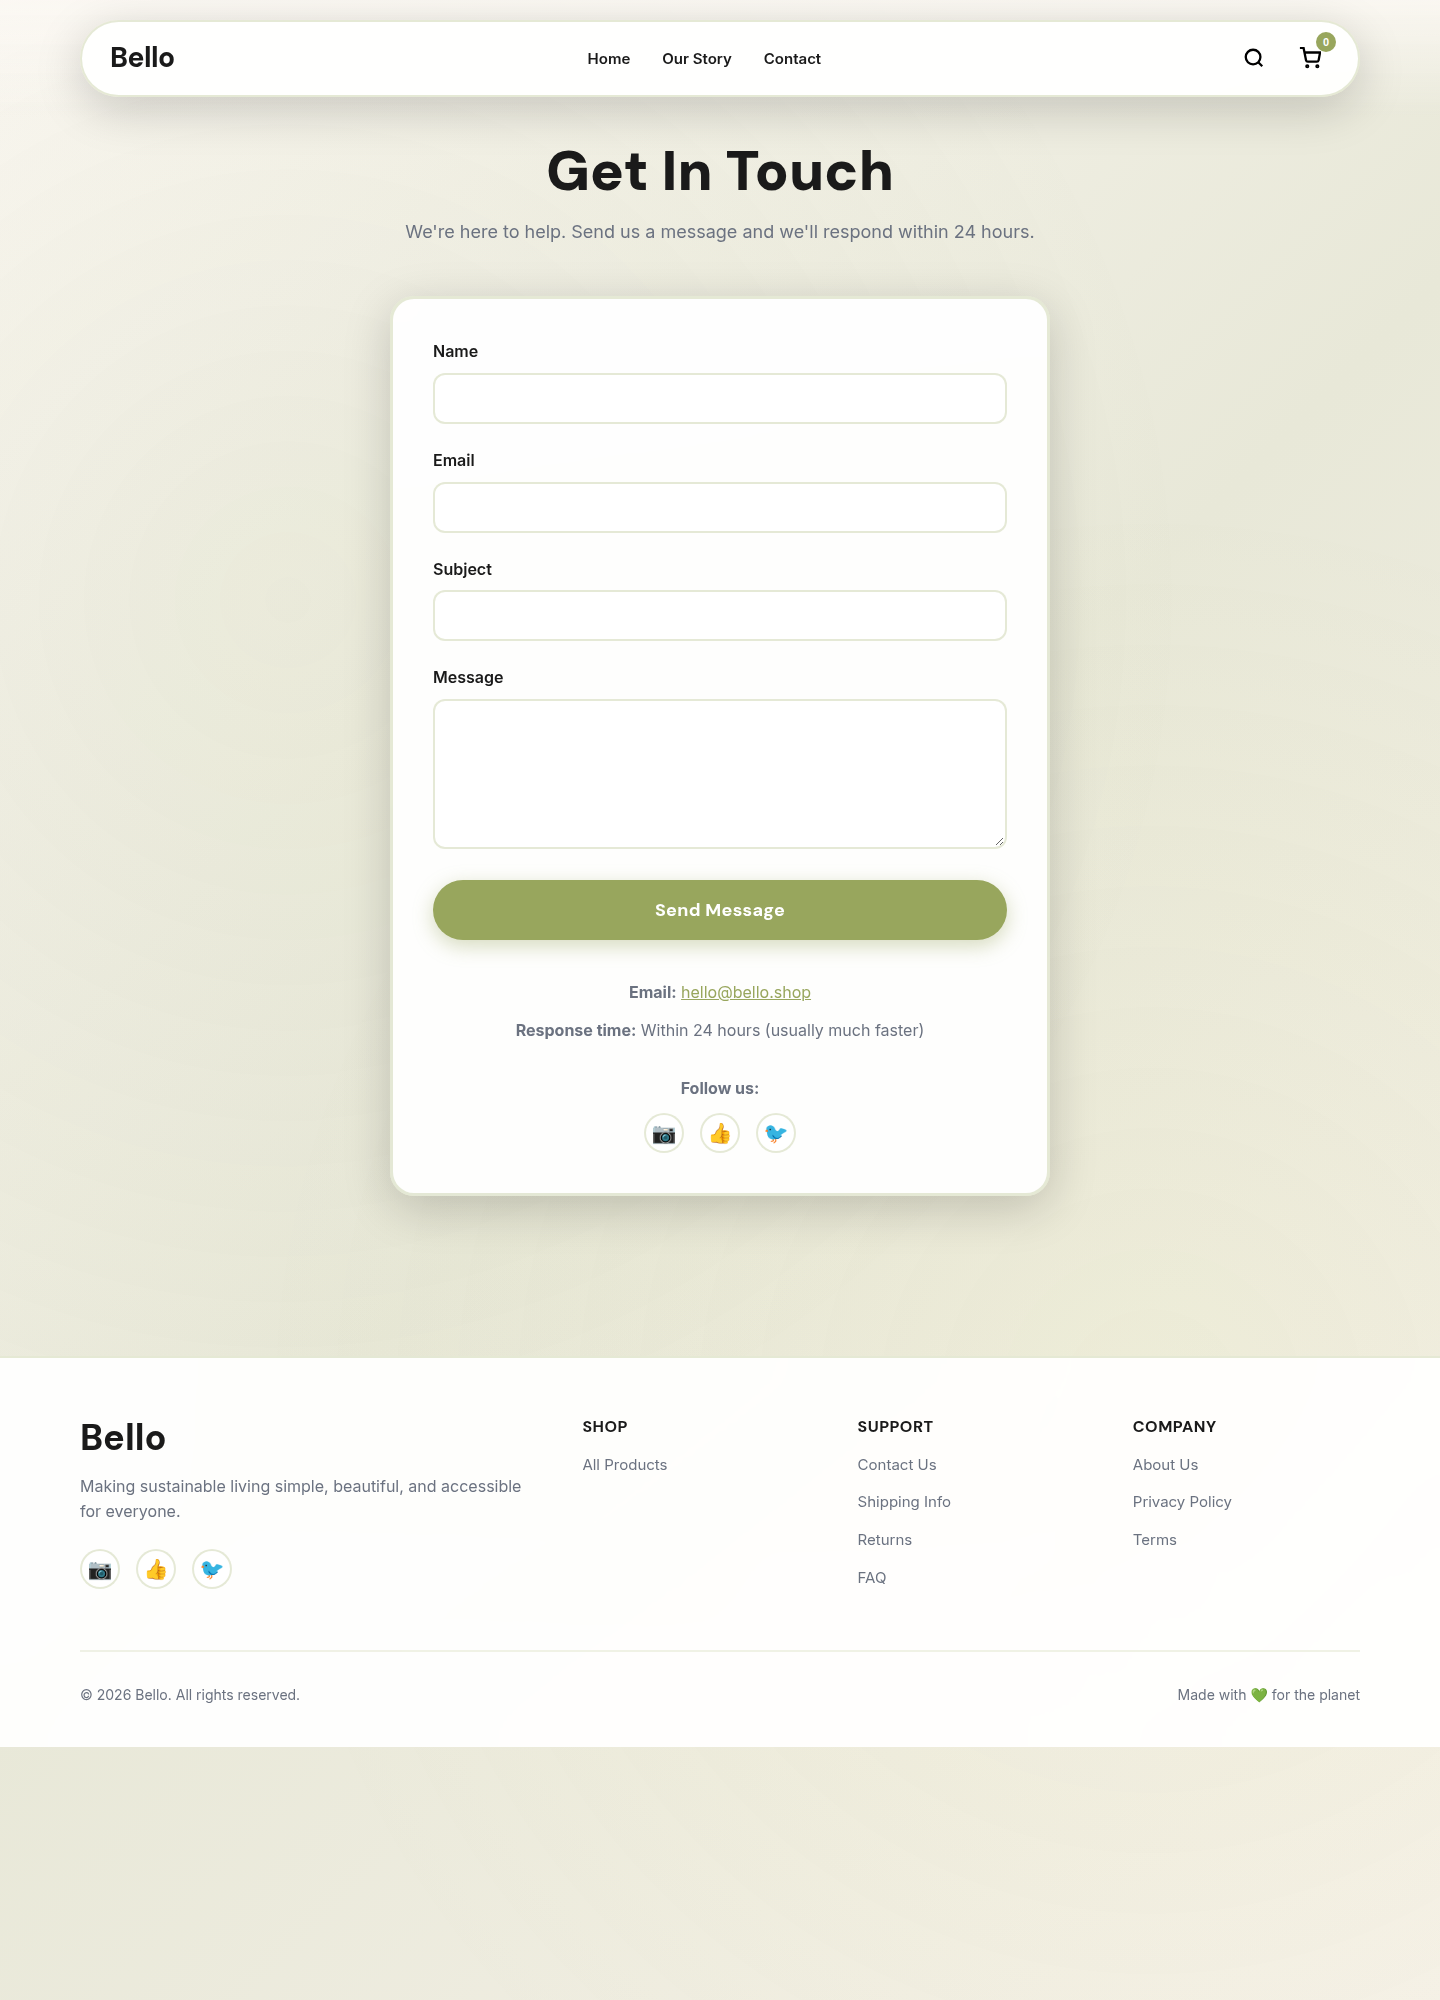 Bello
Home Our Story Contact
0
Get In Touch
We're here to help. Send us a message and we'll respond within 24 hours.
Name
Email
Subject
Message
Send Message
Email: hello@bello.shop
Response time: Within 24 hours (usually much faster)
Follow us:
Bello
Making sustainable living simple, beautiful, and accessible
for everyone.
SHOP
All Products
SUPPORT
Contact Us
Shipping Info
Returns
FAQ
COMPANY
About Us
Privacy Policy
Terms
© 2026 Bello. All rights reserved.
Made with 💚 for the planet